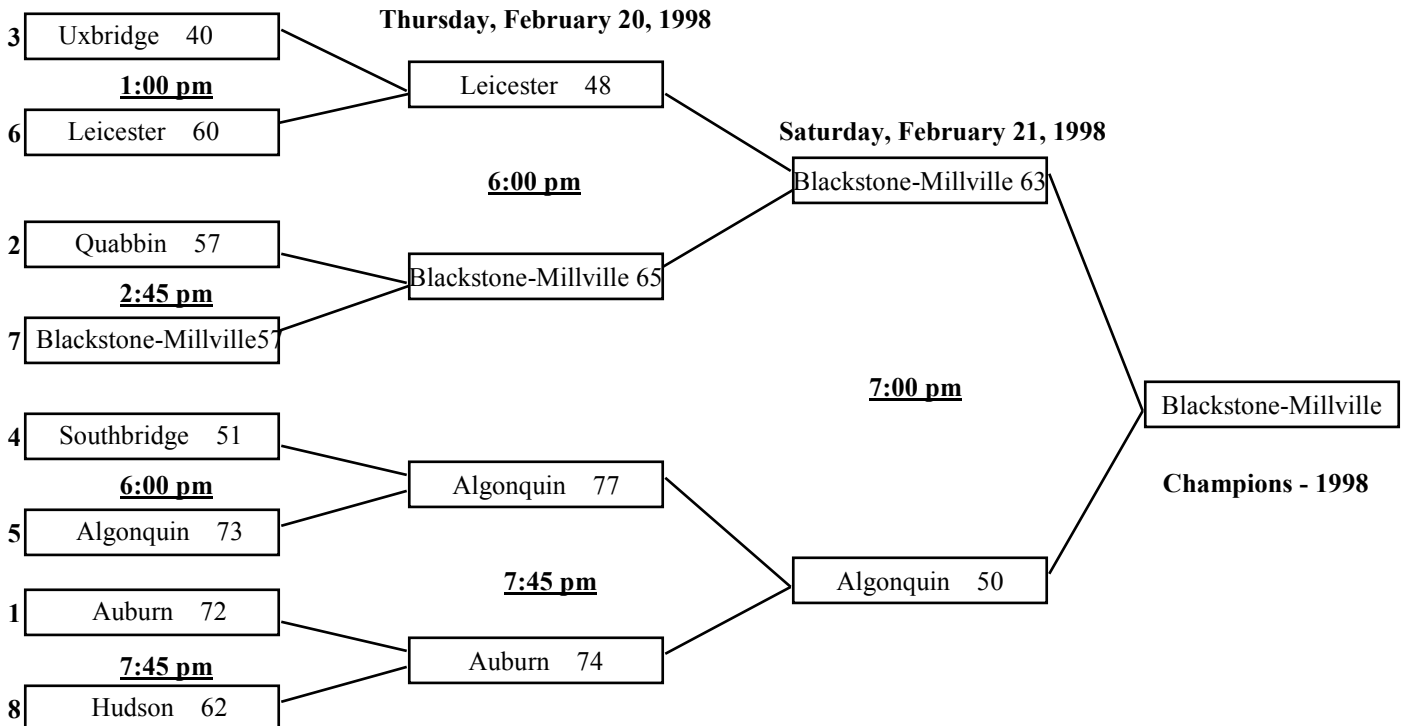 Thursday, February 20, 1998
3 Uxbridge 40
1:00 pm
6 Leicester 60
Leicester 48
Saturday, February 21, 1998
6:00 pm
Blackstone-Millville 63
2 Quabbin 57
2:45 pm
7 Blackstone-Millville57
Blackstone-Millville 65
7:00 pm
Blackstone-Millville
Champions - 1998
4 Southbridge 51
6:00 pm
5 Algonquin 73
Algonquin 77
7:45 pm
Algonquin 50
1 Auburn 72
7:45 pm
8 Hudson 62
Auburn 74